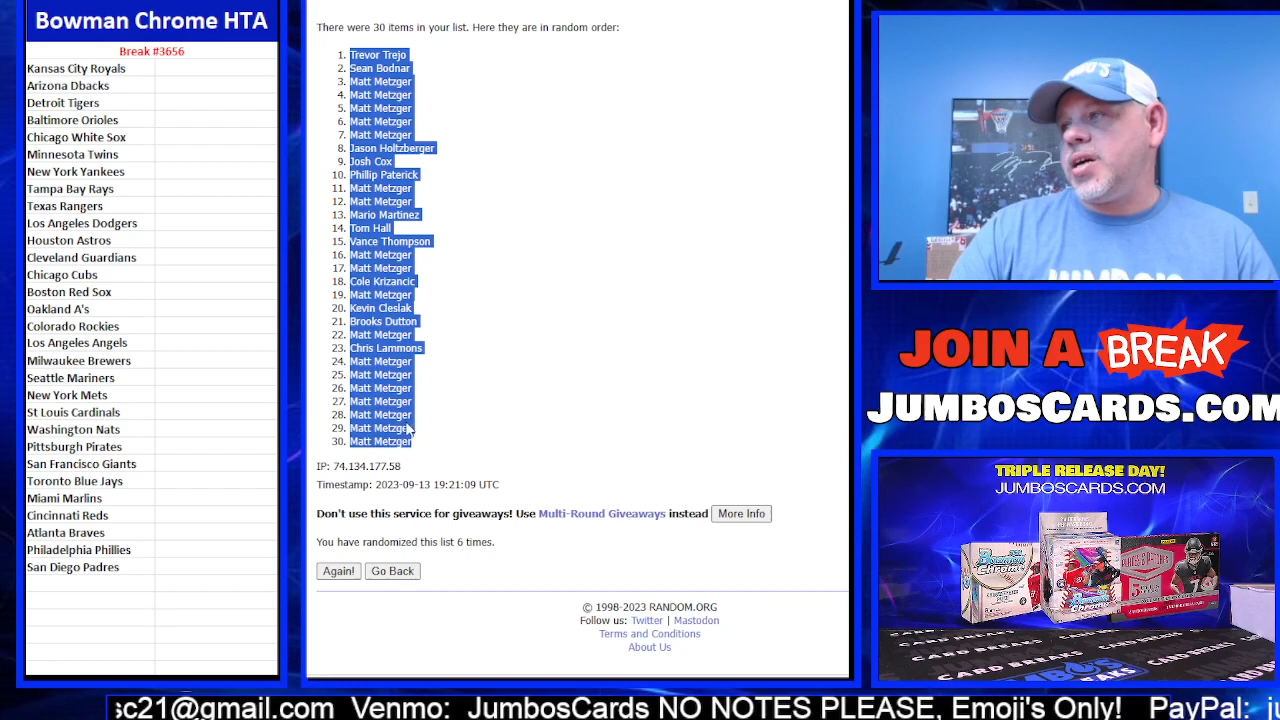 Bowman Chrome HTA
Break #3656
Kansas City Royals
Arizona Dbacks
Detroit Tigers
Baltimore Orioles
Chicago White Sox
Minnesota Twins
New York Yankees
Tampa Bay Rays
Texas Rangers
Los Angeles Dodgers
Houston Astros
Cleveland Guardians
Chicago Cubs
Boston Red Sox
Oakland A's
Colorado Rockies
Los Angeles Angels
Milwaukee Brewers
Seattle Mariners
New York Mets
St Louis Cardinals
Washington Nats
Pittsburgh Pirates
San Francisco Giants
Toronto Blue Jays
Miami Marlins
Cincinnati Reds
Atlanta Braves
Philadelphia Phillies
San Diego Padres
There were 30 items in your list. Here they are in random order:
1. Trevor Trejo
2. Sean Bodnar
3. Matt Metzger
4. Matt Metzger
5. Matt Metzger
6. Matt Metzger
7. Matt Metzger
8. Jason Holtzberger
9. Josh Cox
10. Phillip Paterick
11. Matt Metzger
12. Matt Metzger
13. Mario Martinez
14. Tom Hall
15. Vance Thompson
16. Matt Metzger
17. Matt Metzger
18. Cole Krizancic
19. Matt Metzger
20. Kevin Cleslak
21. Brooks Dutton
22. Matt Metzger
23. Chris Lammons
24. Matt Metzger
25. Matt Metzger
26. Matt Metzger
27. Matt Metzger
28. Matt Metzger
29. Matt Metzger
30. Matt Metzger
IP: 74.134.177.58
Timestamp: 2023-09-13 19:21:09 UTC
Don't use this service for giveaways! Use Multi-Round Giveaways instead More Info
You have randomized this list 6 times.
Again! Go Back
© 1998-2023 RANDOM.ORG
Follow us: Twitter | Mastodon
Terms and Conditions
About Us
JOIN A BREAK
JUMBOSCARDS.COM
TRIPLE RELEASE DAY!
JUMBOSCARDS.COM
sc21@gmail.com Venmo: JumbosCards NO NOTES PLEASE, Emoji's Only! PayPal: ju